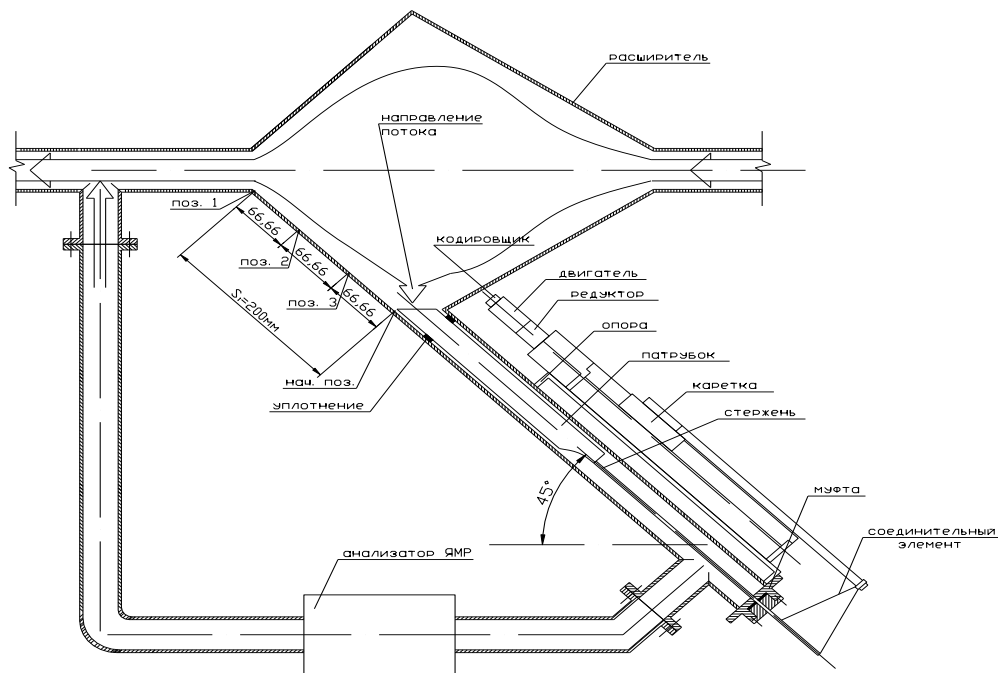 расширитель
направление
потока
поз. 1
66,66
кодировщик
поз. 2
66,66
двигатель
поз. 3
66,66
редуктор
S₁=200мм
опора
нач. поз.
патрубок
уплотнение
каретка
стержень
45°
муфта
соединительный
элемент
анализатор ЯМР